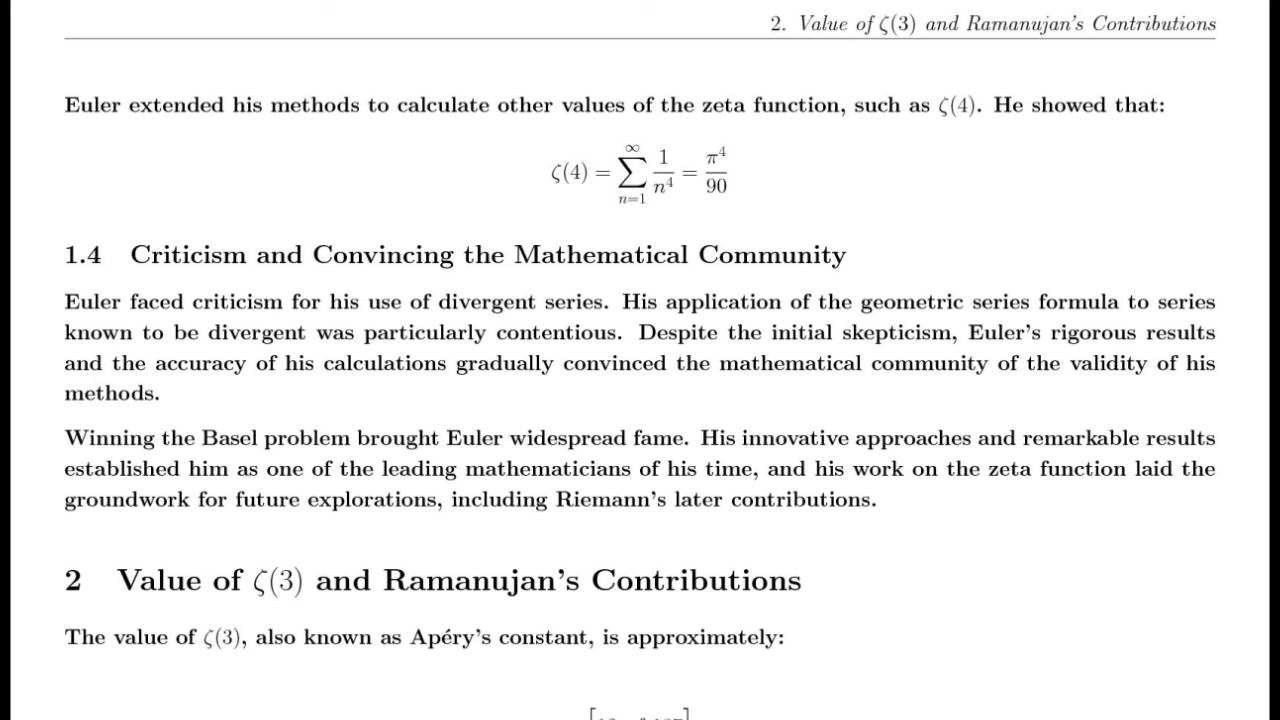 2. Value of ζ(3) and Ramanujan's Contributions
Euler extended his methods to calculate other values of the zeta function, such as ζ(4). He showed that:
ζ(4) = ∑_{n=1}^{∞} 1/n^4 = π^4/90
1.4 Criticism and Convincing the Mathematical Community
Euler faced criticism for his use of divergent series. His application of the geometric series formula to series
known to be divergent was particularly contentious. Despite the initial skepticism, Euler's rigorous results
and the accuracy of his calculations gradually convinced the mathematical community of the validity of his
methods.
Winning the Basel problem brought Euler widespread fame. His innovative approaches and remarkable results
established him as one of the leading mathematicians of his time, and his work on the zeta function laid the
groundwork for future explorations, including Riemann's later contributions.
2 Value of ζ(3) and Ramanujan's Contributions
The value of ζ(3), also known as Apéry's constant, is approximately: